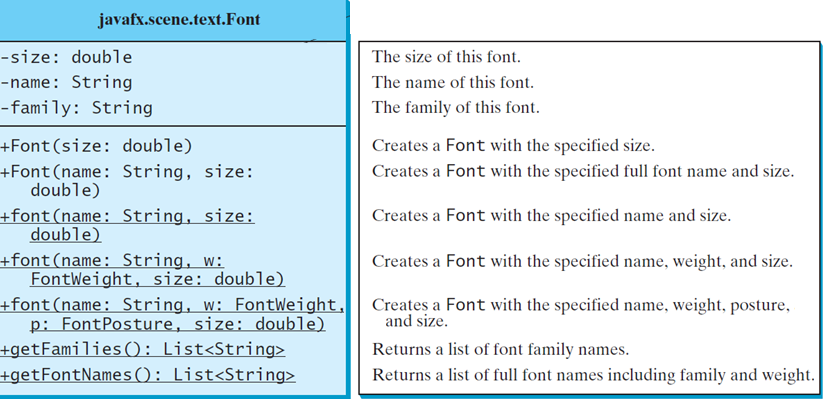 javafx.scene.text.Font
-size: double
The size of this font.
-name: String
The name of this font.
-family: String
The family of this font.
+Font(size: double)
Creates a Font with the specified size.
+Font(name: String, size:
double)
Creates a Font with the specified full font name and size.
+font(name: String, size:
double)
Creates a Font with the specified name and size.
+font(name: String, w:
FontWeight, size: double)
Creates a Font with the specified name, weight, and size.
+font(name: String, w: FontWeight,
p: FontPosture, size: double)
Creates a Font with the specified name, weight, posture,
and size.
+getFamilies(): List<String>
Returns a list of font family names.
+getFontNames(): List<String>
Returns a list of full font names including family and weight.